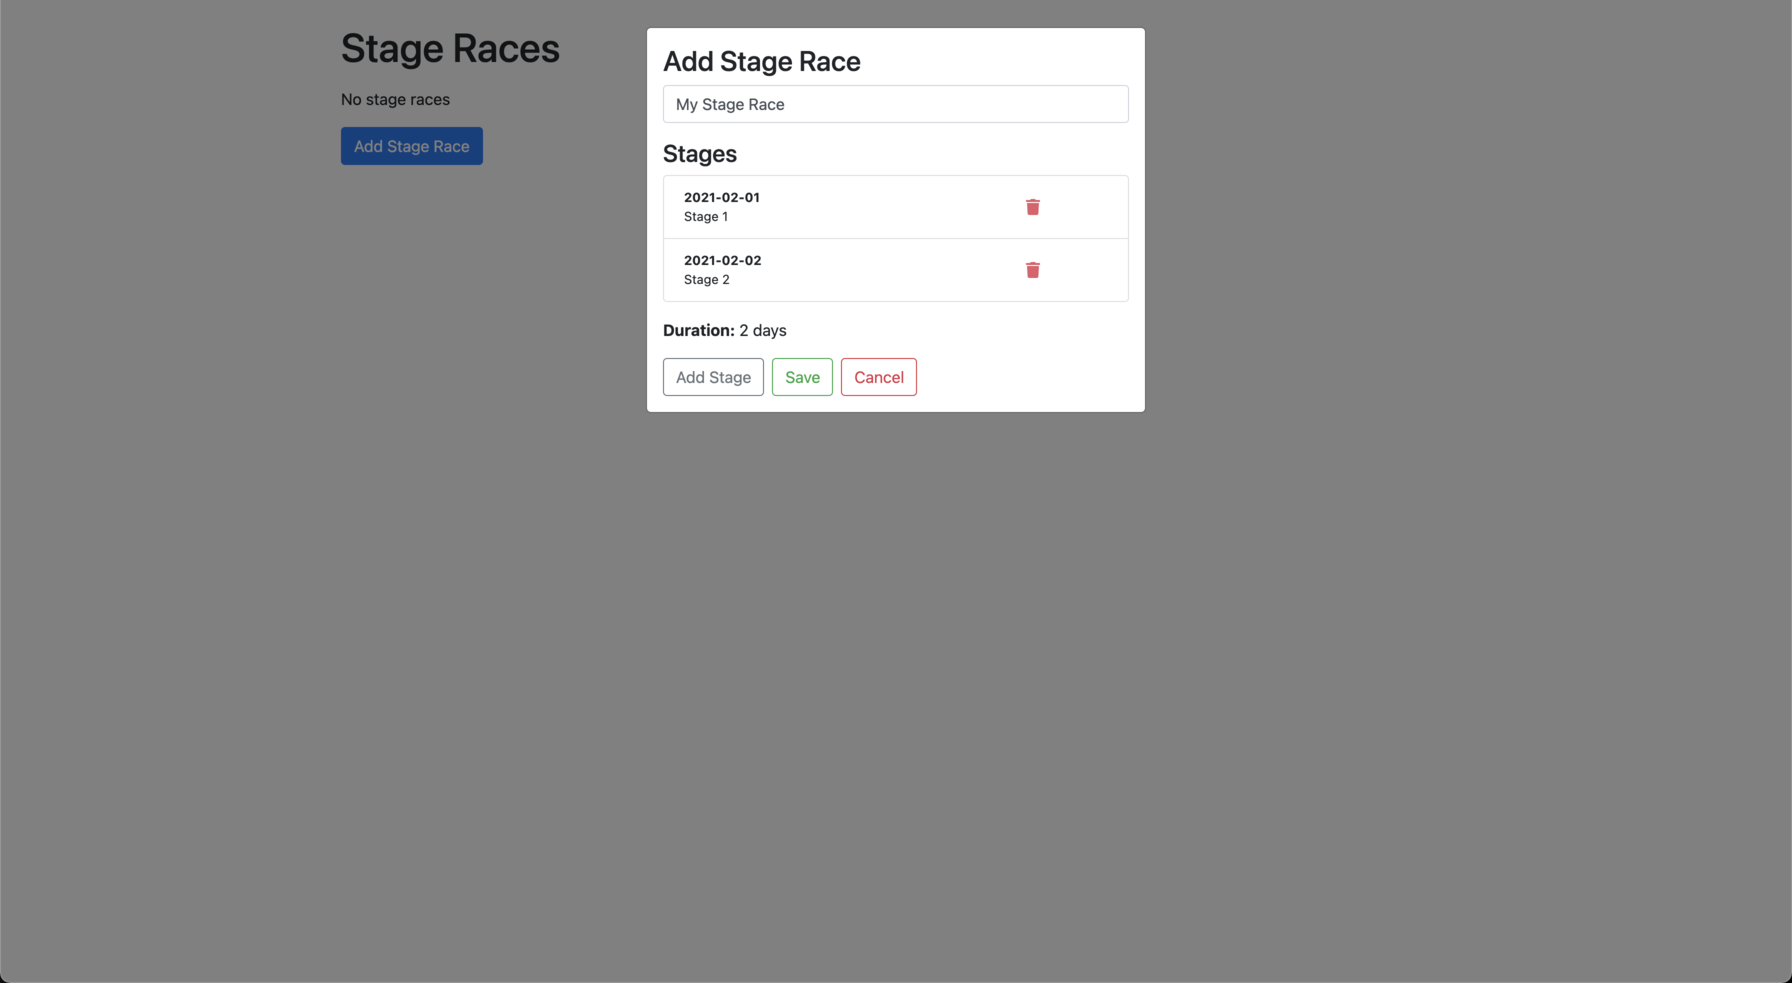 Stage Races
No stage races
Add Stage Race
Add Stage Race
My Stage Race
Stages
2021-02-01
Stage 1
2021-02-02
Stage 2
Duration: 2 days
Add Stage
Save
Cancel